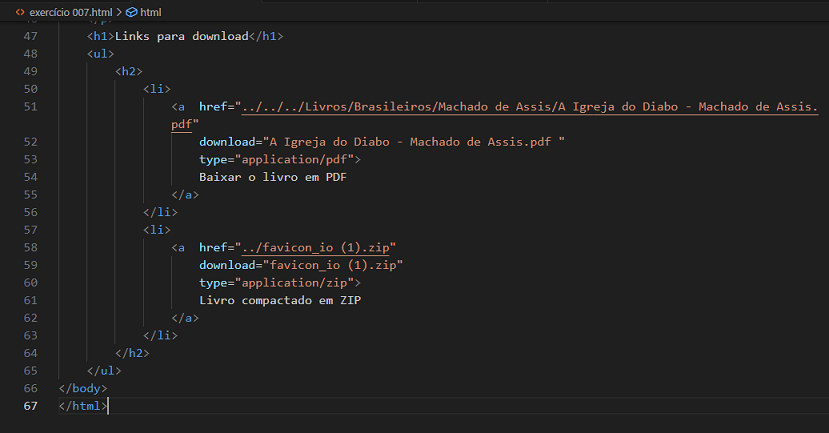 exercício 007.html > html
47 <h1>Links para download</h1>
48 <ul>
49 <h2>
50 <li>
51 <a  href="../../../Livros/Brasileiros/Machado de Assis/A Igreja do Diabo - Machado de Assis.
pdf"
52 download="A Igreja do Diabo - Machado de Assis.pdf "
53 type="application/pdf">
54 Baixar o livro em PDF
55 </a>
56 </li>
57 <li>
58 <a  href="../favicon_io (1).zip"
59 download="favicon_io (1).zip"
60 type="application/zip">
61 Livro compactado em ZIP
62 </a>
63 </li>
64 </h2>
65 </ul>
66 </body>
67 </html>